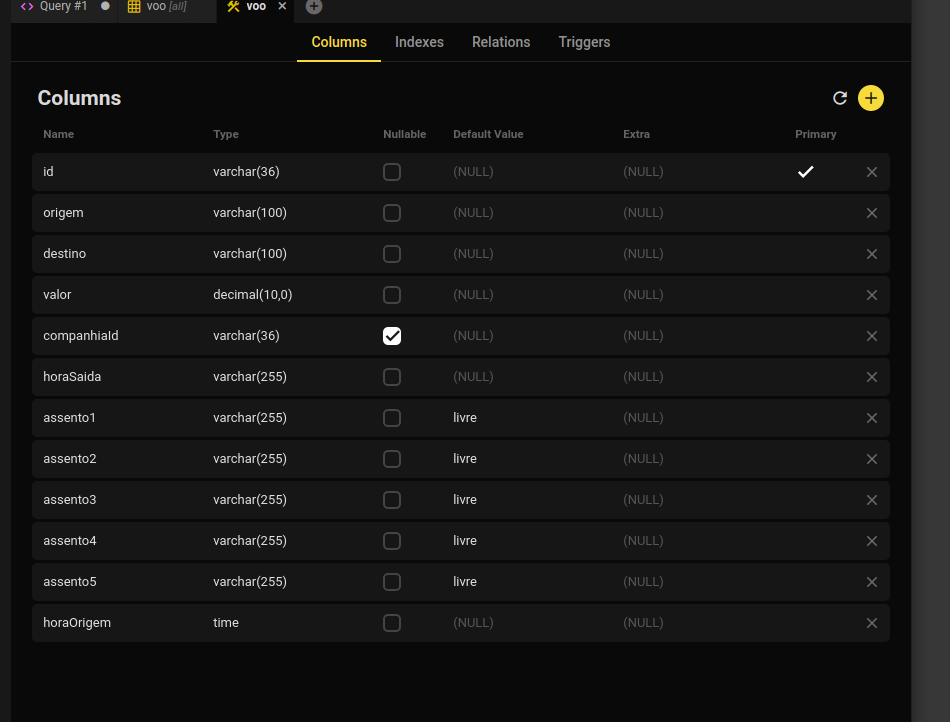 Query #1 voo [all] voo
Columns Indexes Relations Triggers
Columns
Name Type Nullable Default Value Extra Primary
id varchar(36) (NULL) (NULL)
origem varchar(100) (NULL) (NULL)
destino varchar(100) (NULL) (NULL)
valor decimal(10,0) (NULL) (NULL)
companhiaId varchar(36) (NULL) (NULL)
horaSaida varchar(255) (NULL) (NULL)
assento1 varchar(255) livre (NULL)
assento2 varchar(255) livre (NULL)
assento3 varchar(255) livre (NULL)
assento4 varchar(255) livre (NULL)
assento5 varchar(255) livre (NULL)
horaOrigem time (NULL) (NULL)